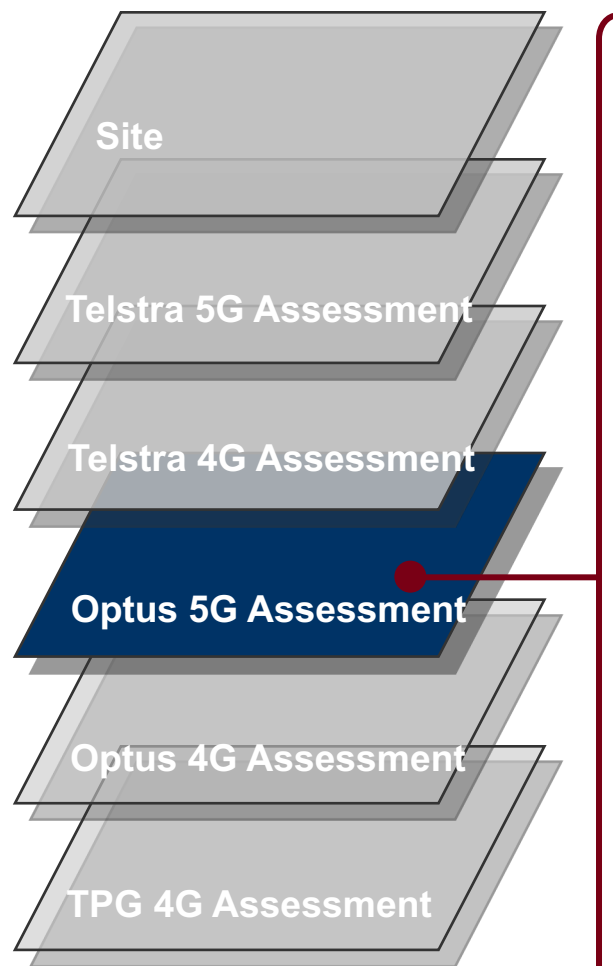 Site
Telstra 5G Assessment
Telstra 4G Assessment
Optus 5G Assessment
Optus 4G Assessment
TPG 4G Assessment